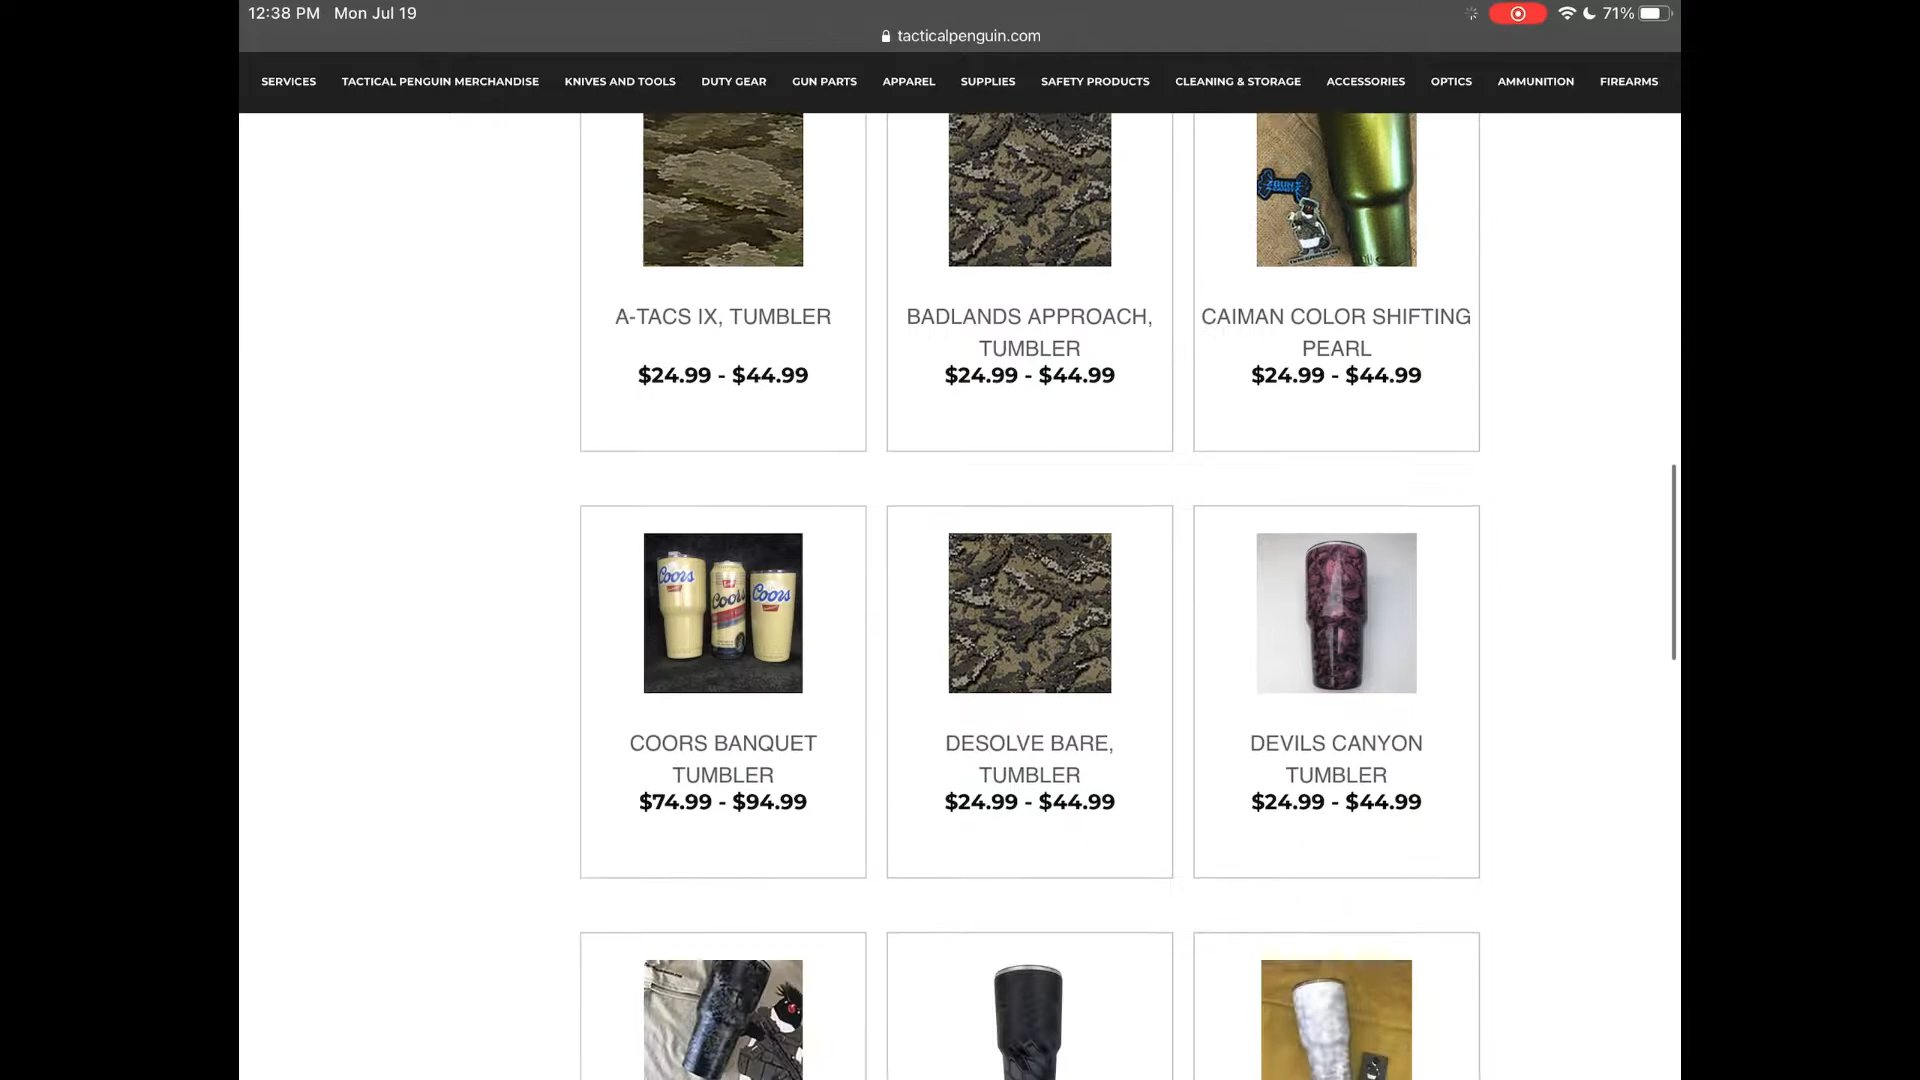 12:38 PM Mon Jul 19
71%
tacticalpenguin.com
SERVICES TACTICAL PENGUIN MERCHANDISE KNIVES AND TOOLS DUTY GEAR GUN PARTS APPAREL SUPPLIES SAFETY PRODUCTS CLEANING & STORAGE ACCESSORIES OPTICS AMMUNITION FIREARMS
A-TACS IX, TUMBLER
$24.99 - $44.99
BADLANDS APPROACH,
TUMBLER
$24.99 - $44.99
CAIMAN COLOR SHIFTING
PEARL
$24.99 - $44.99
Coors
Coors
Coors
COORS BANQUET
TUMBLER
$74.99 - $94.99
DESOLVE BARE,
TUMBLER
$24.99 - $44.99
DEVILS CANYON
TUMBLER
$24.99 - $44.99